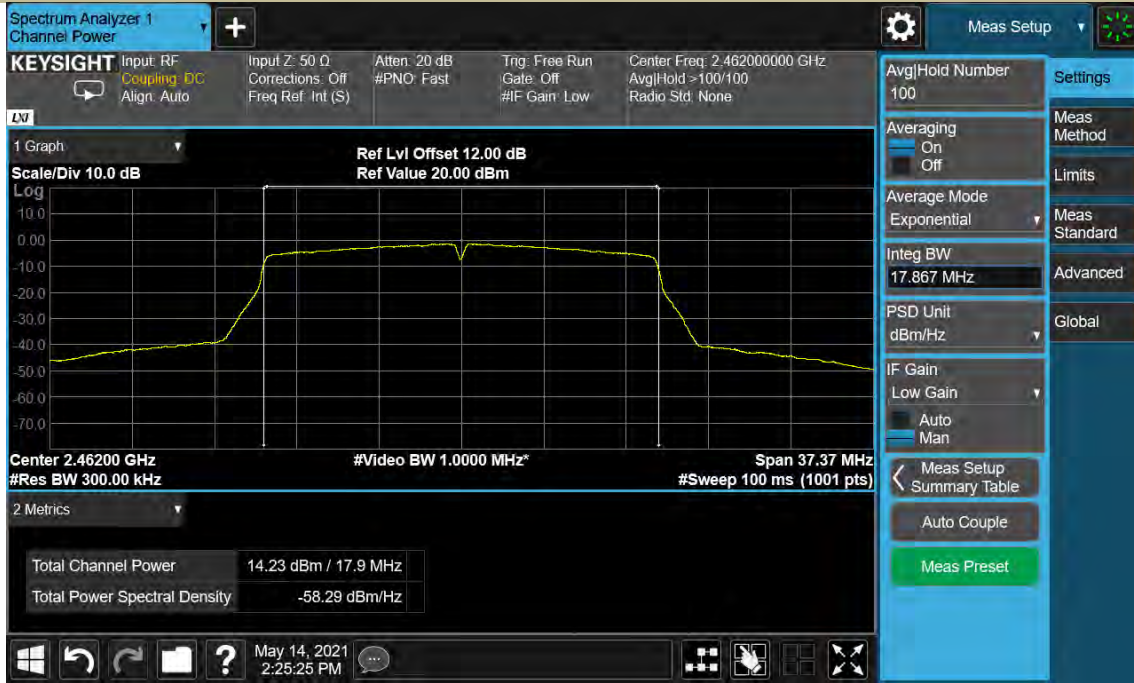 Spectrum Analyzer 1
Channel Power
+
Meas Setup
KEYSIGHT
Input: RF
Coupling: DC
Align: Auto
Input Z: 50 Ω
Corrections: Off
Freq Ref: Int (S)
Atten: 20 dB
#PNO: Fast
Trig: Free Run
Gate: Off
#IF Gain: Low
Center Freq: 2.462000000 GHz
Avg|Hold >100/100
Radio Std: None
LXI
1 Graph
Scale/Div 10.0 dB
Ref Lvl Offset 12.00 dB
Ref Value 20.00 dBm
Log
10.0
0.00
-10.0
-20.0
-30.0
-40.0
-50.0
-60.0
-70.0
Center 2.46200 GHz
#Res BW 300.00 kHz
#Video BW 1.0000 MHz*
Span 37.37 MHz
#Sweep 100 ms (1001 pts)
2 Metrics
Total Channel Power 14.23 dBm / 17.9 MHz
Total Power Spectral Density -58.29 dBm/Hz
Avg|Hold Number
100
Averaging
On
Off
Average Mode
Exponential
Integ BW
17.867 MHz
PSD Unit
dBm/Hz
IF Gain
Low Gain
Auto
Man
Meas Setup
Summary Table
Auto Couple
Meas Preset
Settings
Meas
Method
Limits
Meas
Standard
Advanced
Global
?
May 14, 2021
2:25:25 PM